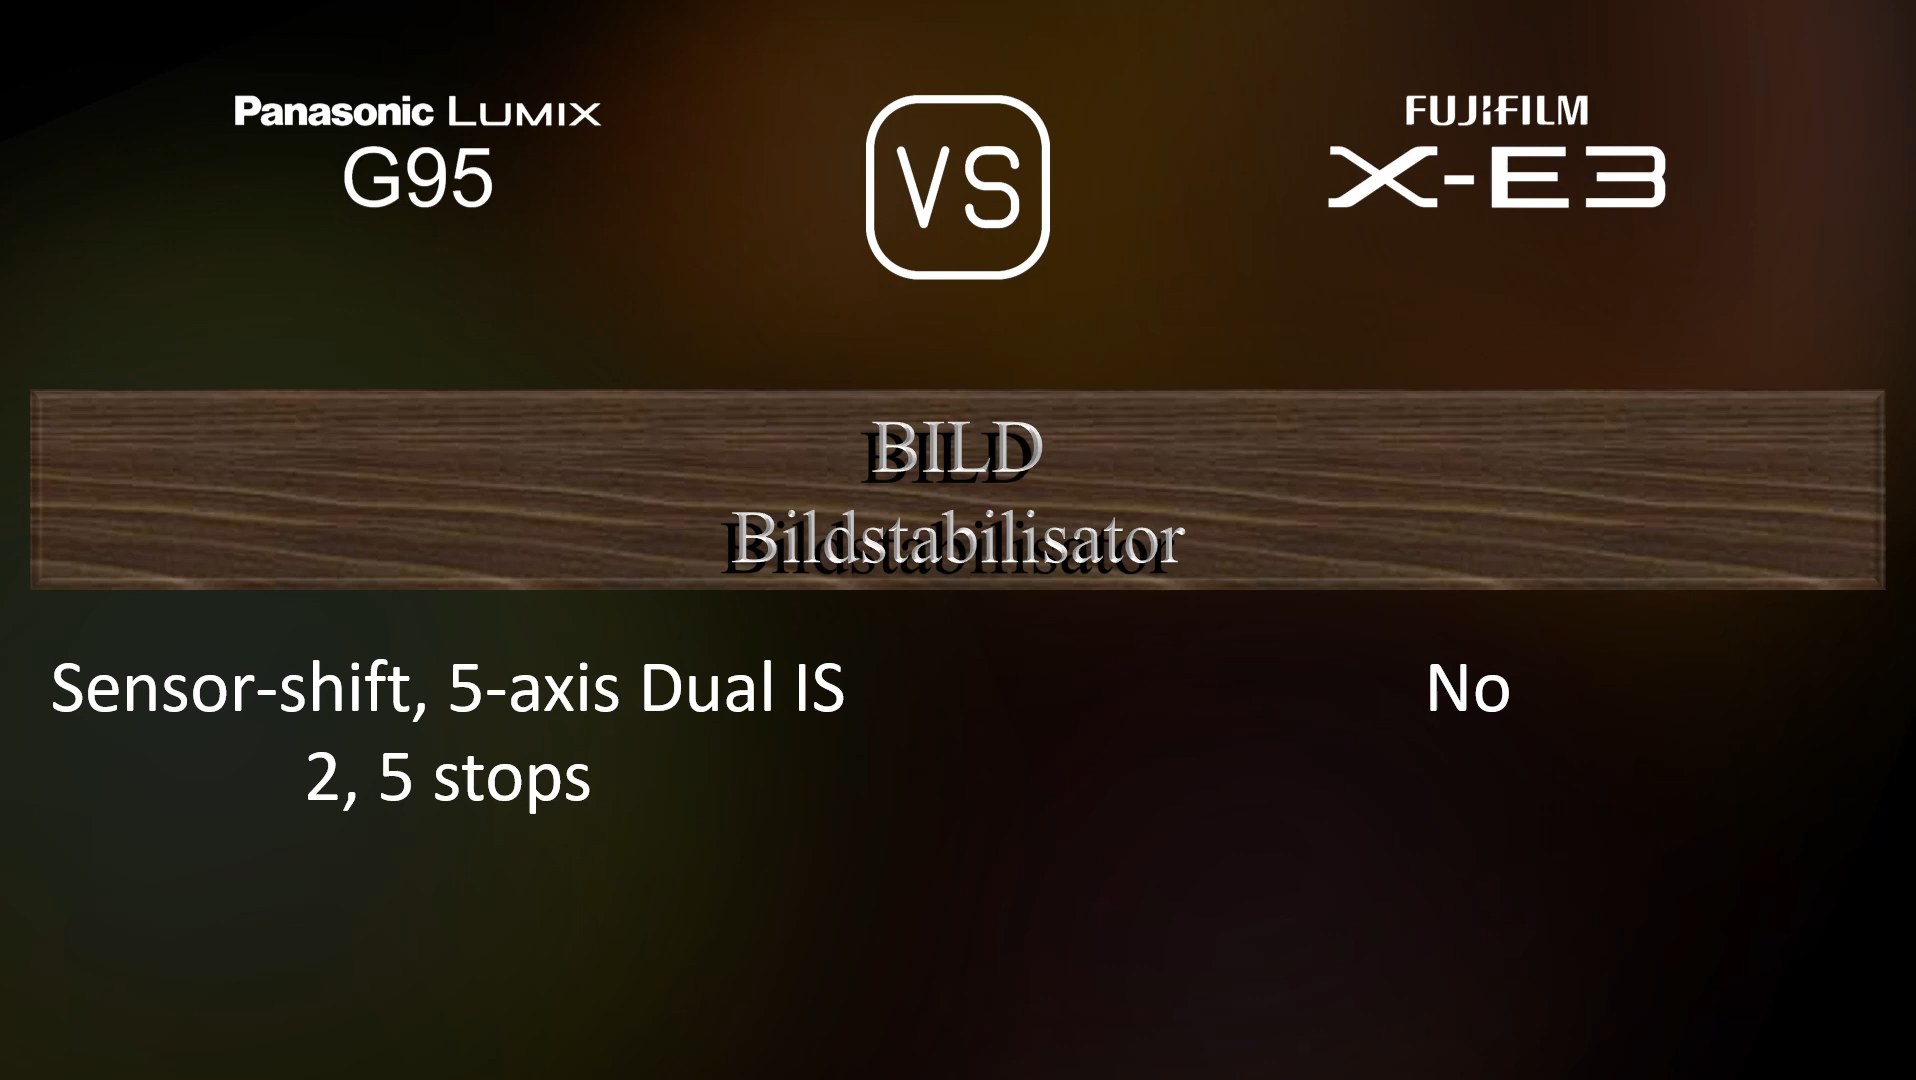 Panasonic LUMIX
G95
VS
FUJIFILM
X-E3
BILD
Bildstabilisator
Sensor-shift, 5-axis Dual IS
2, 5 stops
No